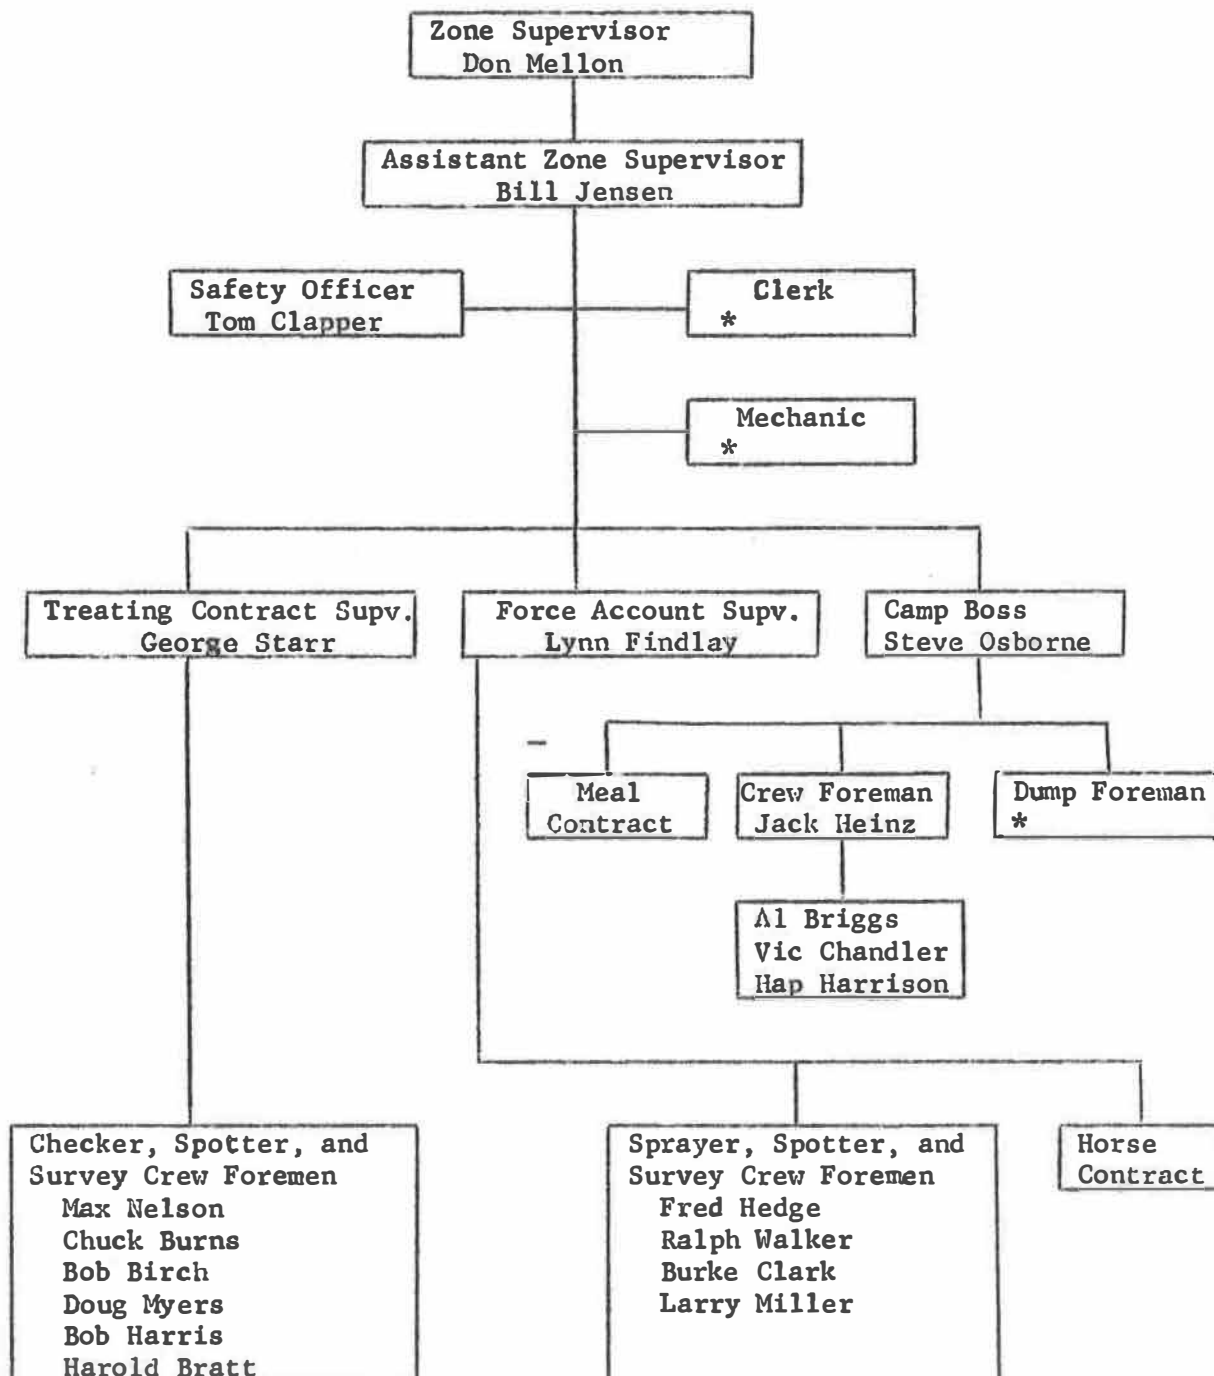 Zone Supervisor
Don Mellon
Assistant Zone Supervisor
Bill Jensen
Safety Officer
Tom Clapper
Clerk
*
Mechanic
*
Treating Contract Supv.
George Starr
Force Account Supv.
Lynn Findlay
Camp Boss
Steve Osborne
Meal
Contract
Crew Foreman
Jack Heinz
Dump Foreman
*
Al Briggs
Vic Chandler
Hap Harrison
Checker, Spotter, and
Survey Crew Foremen
Max Nelson
Chuck Burns
Bob Birch
Doug Myers
Bob Harris
Harold Bratt
Sprayer, Spotter, and
Survey Crew Foremen
Fred Hedge
Ralph Walker
Burke Clark
Larry Miller
Horse
Contract